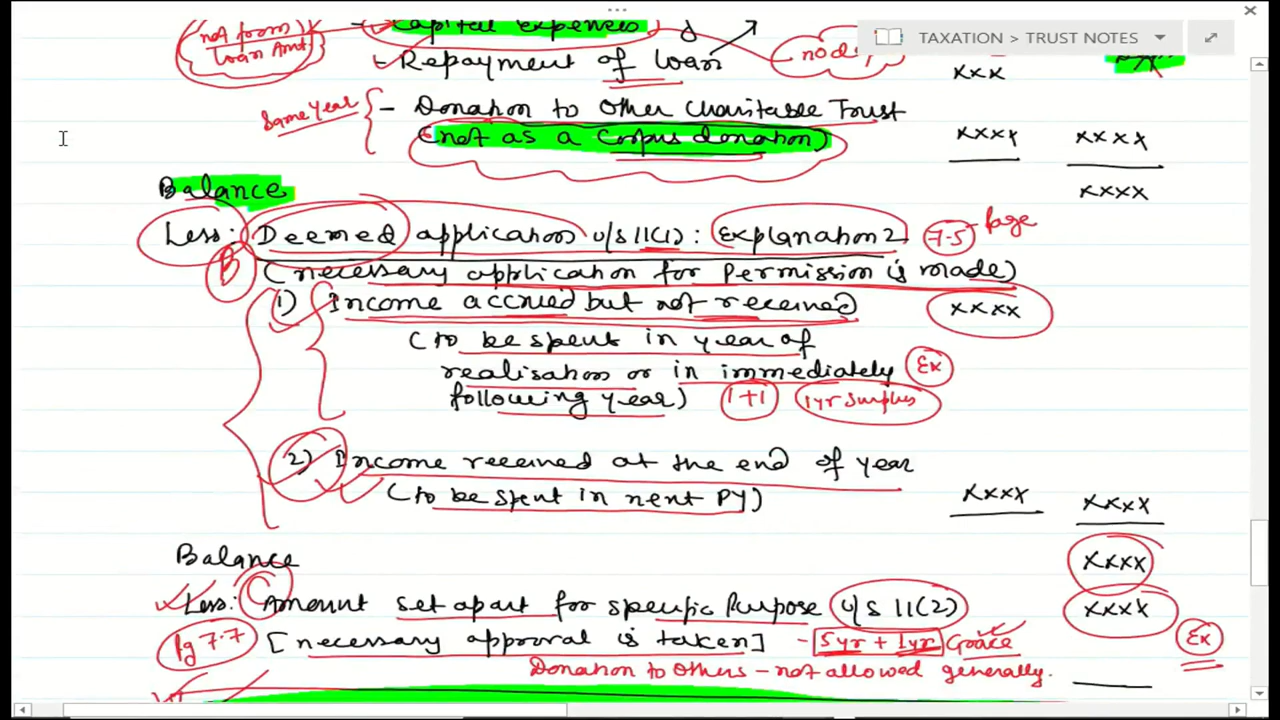 TAXATION > TRUST NOTES
not from
loan Amt
- Capital expenses
- Repayment of loan
no
xxx
Same Year
- Donation to other Charitable Trust
(not as a Corpus donation)
xxxx xxxx
Balance
xxxx
Less: Deemed application u/s 11(1): Explanation 2
7.5 - Page
B
(necessary application for permission is made)
1) Income accrued but not received
xxxx
(to be spent in year of
realisation or in immediately
Ex
following year)
1+1
1yr Surplus
2) Income received at the end of year
(to be spent in next PY)
xxxx xxxx
Balance
xxxx
C
Less: Amount set apart for specific Purpose u/s 11(2)
xxxx
Pg 7.7
[necessary approval is taken] - 5yr + 1yr Grace
Ex
Donation to others - not allowed generally.